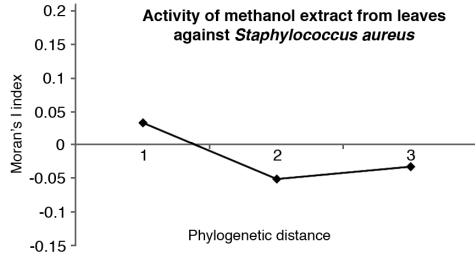 Activity of methanol extract from leaves
against Staphylococcus aureus
Moran's I index
0.2
0.15
0.1
0.05
0
-0.05
-0.1
-0.15
1 2 3
Phylogenetic distance